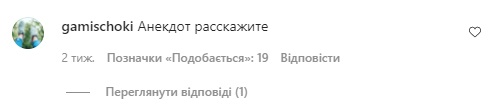 gamischoki Анекдот расскажите
2 тиж. Позначки «Подобається»: 19 Відповісти
Переглянути відповіді (1)